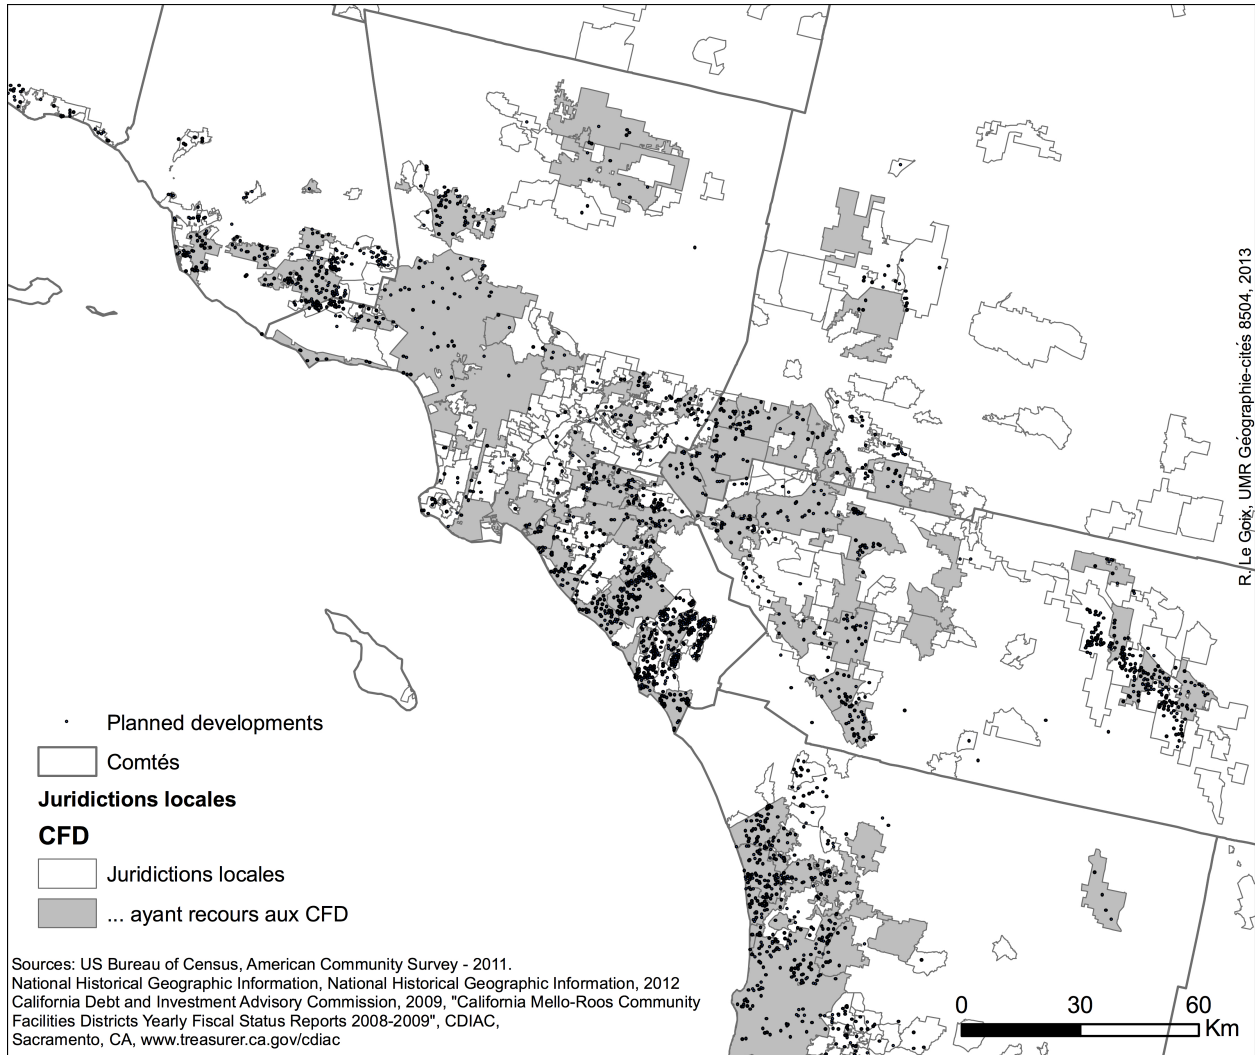 R. Le Goix, UMR Géographie-cités 8504, 2013
Planned developments
Comtés
Juridictions locales
CFD
Juridictions locales
... ayant recours aux CFD
Sources: US Bureau of Census, American Community Survey - 2011.
National Historical Geographic Information, National Historical Geographic Information, 2012
California Debt and Investment Advisory Commission, 2009, "California Mello-Roos Community
Facilities Districts Yearly Fiscal Status Reports 2008-2009", CDIAC,
Sacramento, CA, www.treasurer.ca.gov/cdiac
0 30 60
Km